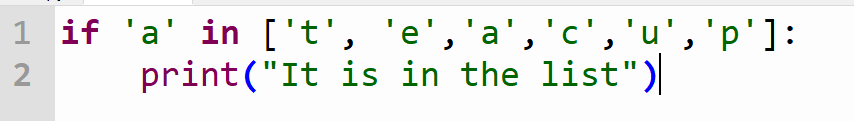 1 if 'a' in ['t', 'e','a','c','u','p']:
2     print("It is in the list")